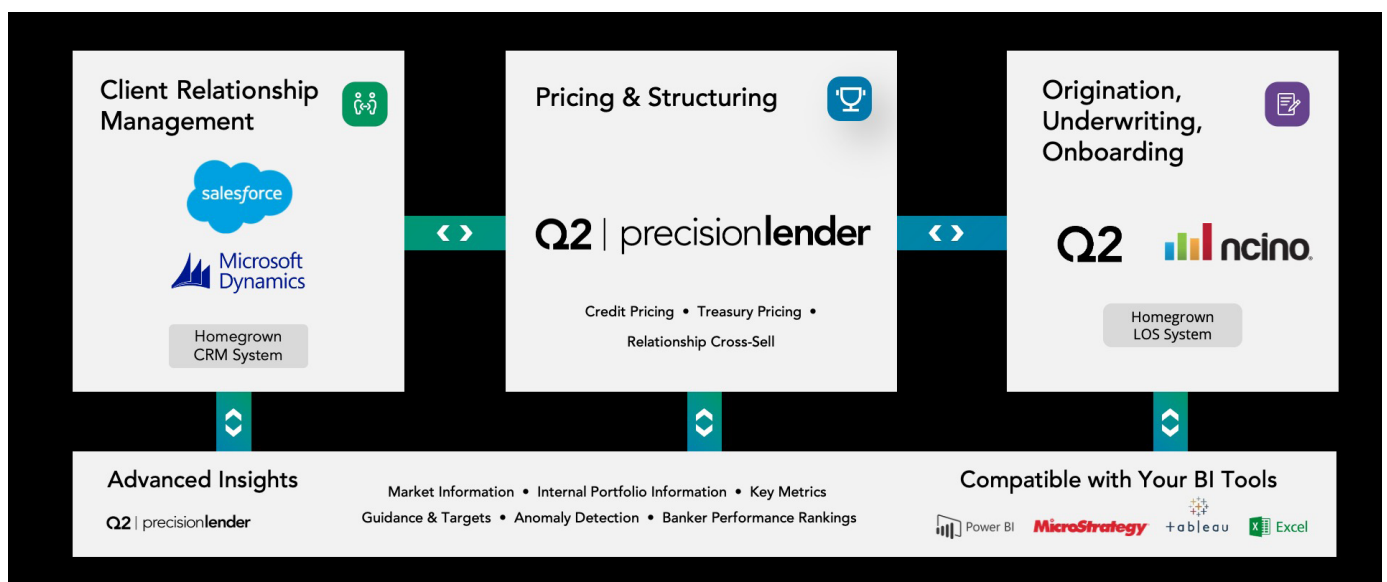 Client Relationship
Management
salesforce
Microsoft
Dynamics
Homegrown
CRM System
Pricing & Structuring
Q2 | precisionlender
Credit Pricing • Treasury Pricing •
Relationship Cross-Sell
Origination,
Underwriting,
Onboarding
Q2
ncino.
Homegrown
LOS System
Advanced Insights
Q2 | precisionlender
Market Information • Internal Portfolio Information • Key Metrics
Guidance & Targets • Anomaly Detection • Banker Performance Rankings
Compatible with Your BI Tools
Power BI
MicroStrategy
+ableau
Excel